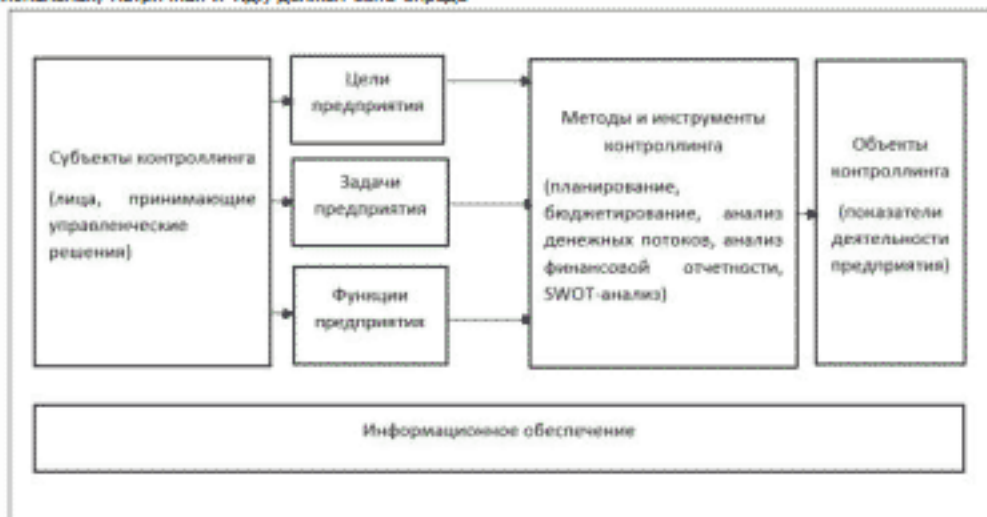 Цели
предприятия
Субъекты контроллинга
(лица, принимающие
управленческие
решения)
Задачи
предприятия
Функции
предприятия
Методы и инструменты
контроллинга
(планирование,
бюджетирование, анализ
денежных потоков, анализ
финансовой отчетности,
SWOT-анализ)
Объекты
контроллинга
(показатели
деятельности
предприятия)
Информационное обеспечение